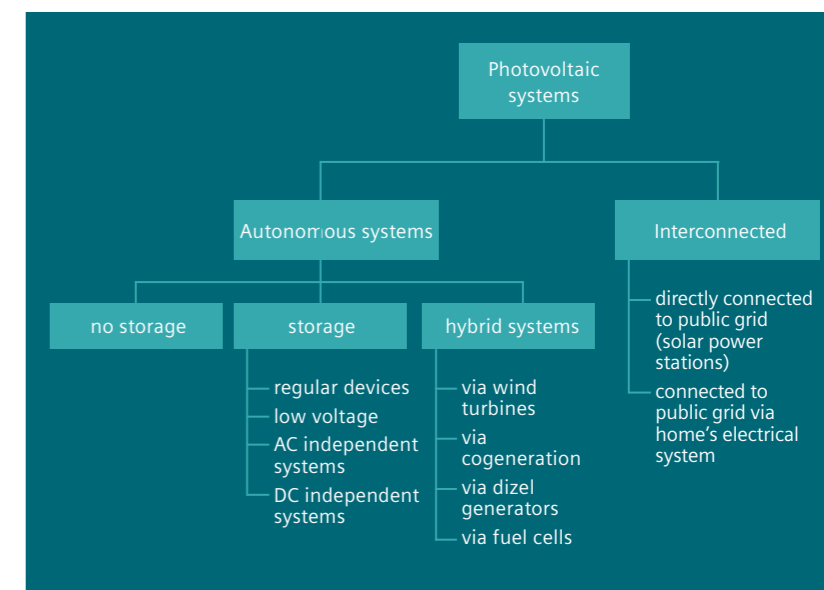 Photovoltaic
systems
Autonomous systems
Interconnected
no storage
storage
hybrid systems
regular devices
low voltage
AC independent
systems
DC independent
systems
via wind
turbines
via
cogeneration
via dizel
generators
via fuel cells
directly connected
to public grid
(solar power
stations)
connected to
public grid via
home's electrical
system